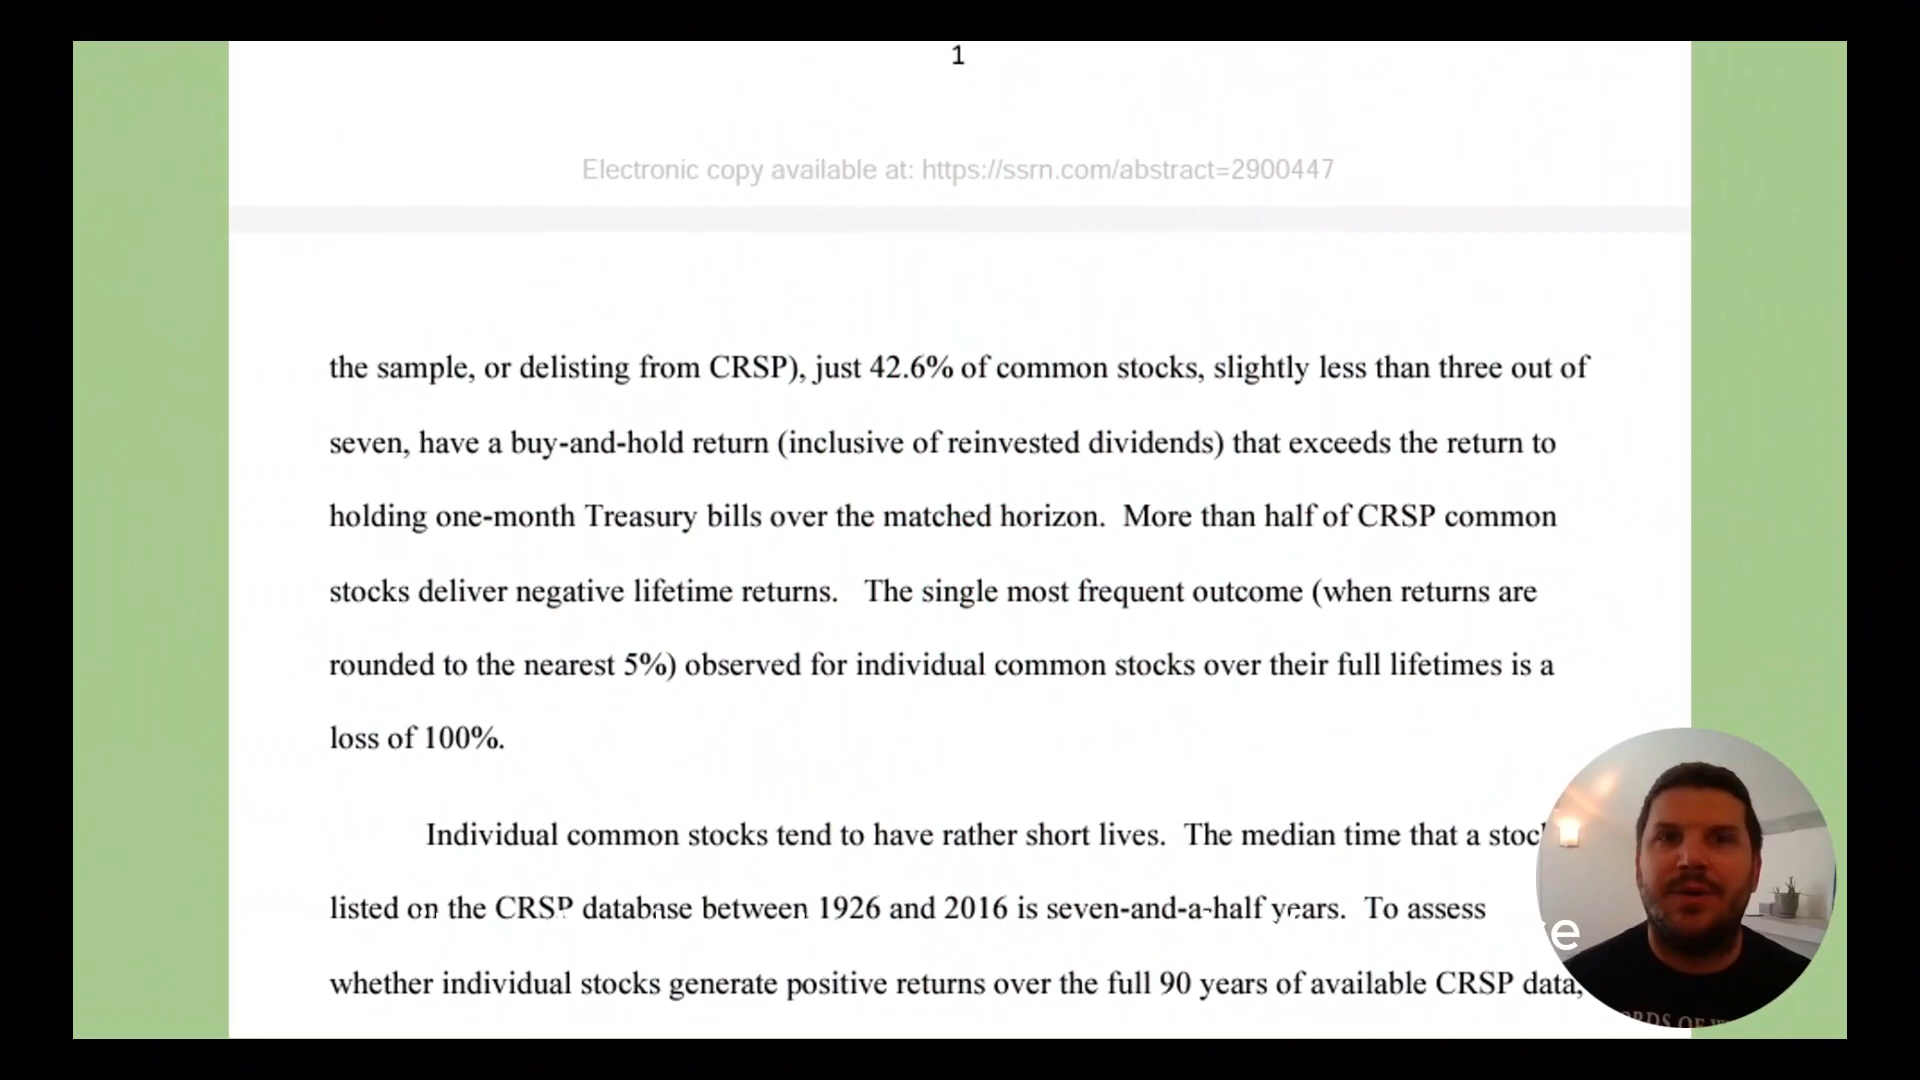 1
Electronic copy available at: https://ssrn.com/abstract=2900447
the sample, or delisting from CRSP), just 42.6% of common stocks, slightly less than three out of
seven, have a buy-and-hold return (inclusive of reinvested dividends) that exceeds the return to
holding one-month Treasury bills over the matched horizon. More than half of CRSP common
stocks deliver negative lifetime returns. The single most frequent outcome (when returns are
rounded to the nearest 5%) observed for individual common stocks over their full lifetimes is a
loss of 100%.
Individual common stocks tend to have rather short lives. The median time that a stoc
listed on the CRSP database between 1926 and 2016 is seven-and-a-half years. To assess
whether individual stocks generate positive returns over the full 90 years of available CRSP data,